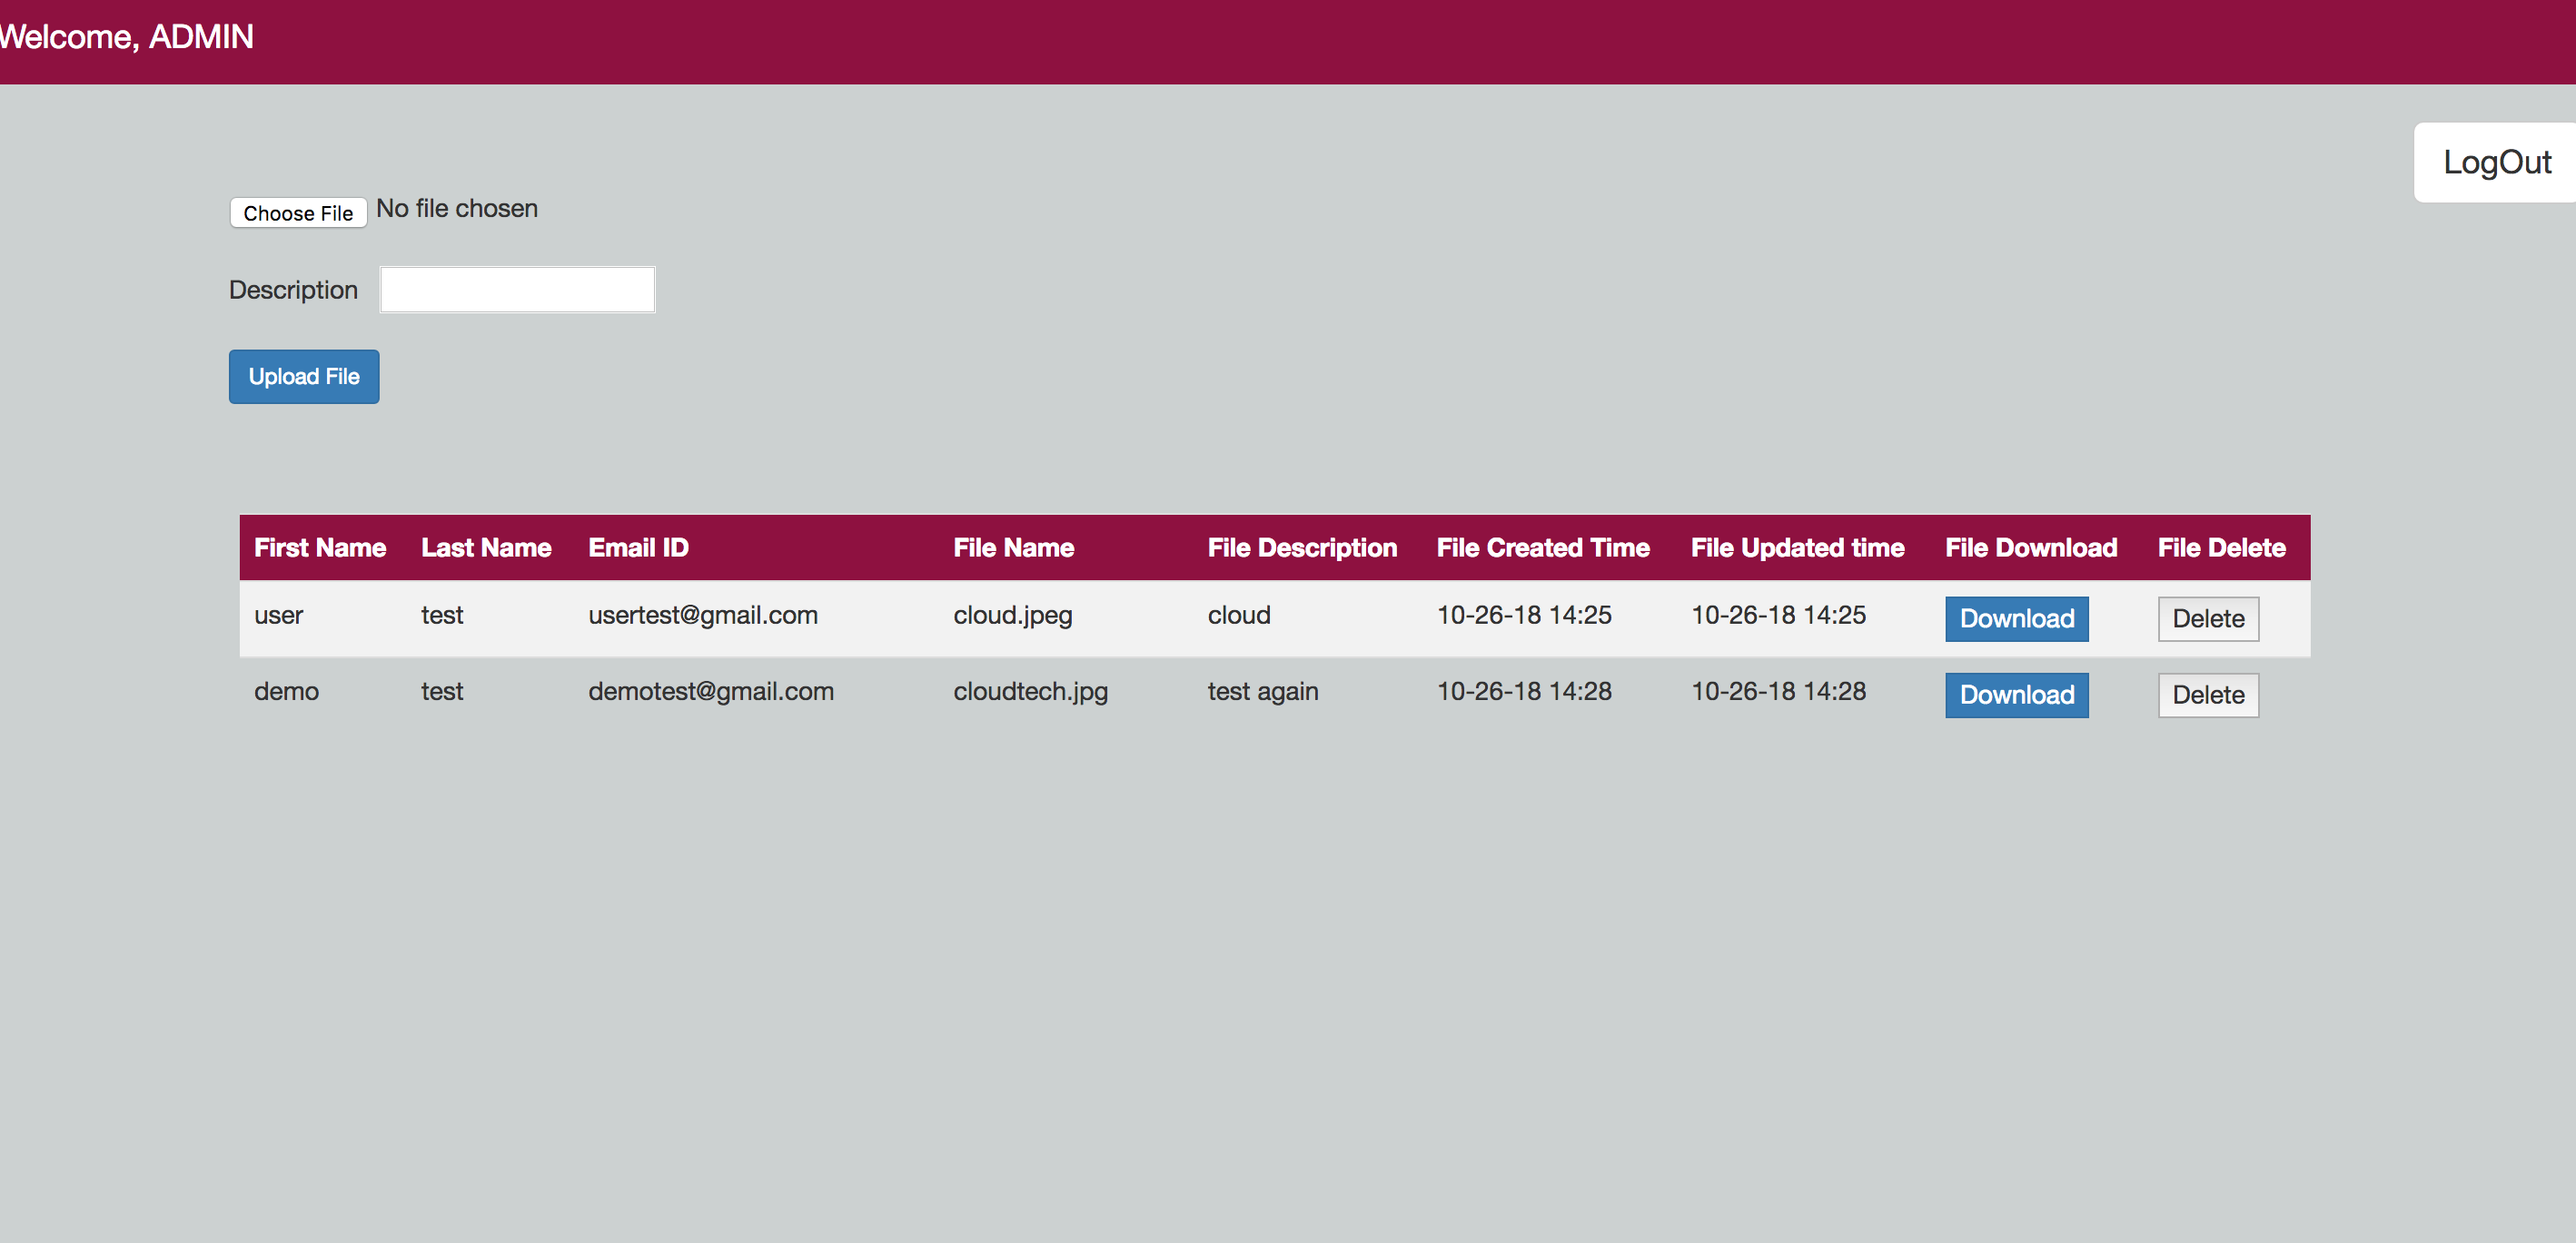 Welcome, ADMIN
LogOut
Choose File No file chosen
Description
Upload File
First Name Last Name Email ID File Name File Description File Created Time File Updated time File Download File Delete
user test usertest@gmail.com cloud.jpeg cloud 10-26-18 14:25 10-26-18 14:25 Download Delete
demo test demotest@gmail.com cloudtech.jpg test again 10-26-18 14:28 10-26-18 14:28 Download Delete